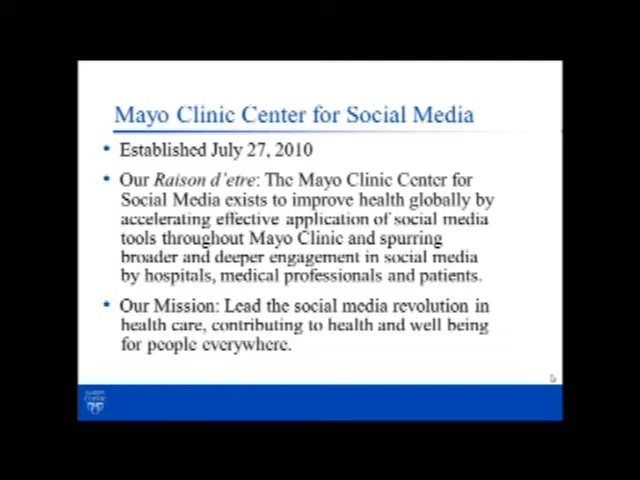 Mayo Clinic Center for Social Media
• Established July 27, 2010
• Our Raison d'etre: The Mayo Clinic Center for
Social Media exists to improve health globally by
accelerating effective application of social media
tools throughout Mayo Clinic and spurring
broader and deeper engagement in social media
by hospitals, medical professionals and patients.
• Our Mission: Lead the social media revolution in
health care, contributing to health and well being
for people everywhere.
MAYO
CLINIC